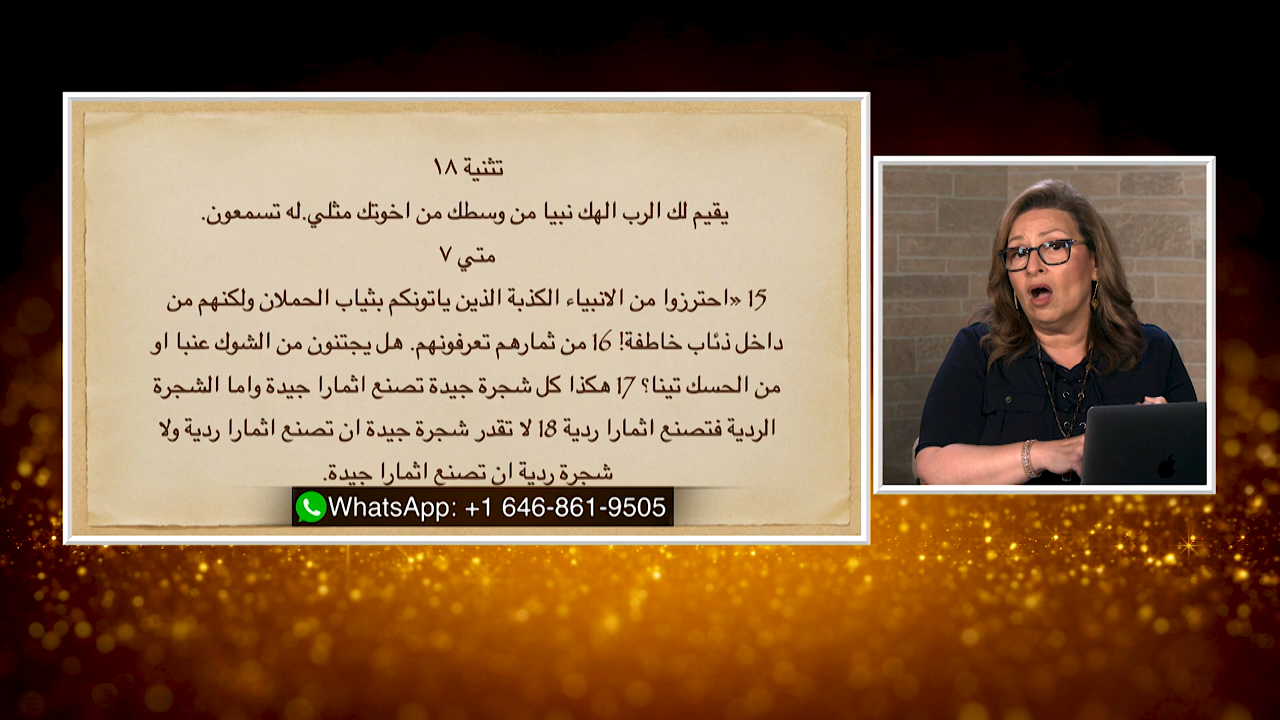 تثنية ١٨
يقيم لك الرب الهك نبيا من وسطك من اخوتك مثلي.له تسمعون.
متي ٧
15 «احترزوا من الانبياء الكذبة الذين ياتونكم بثياب الحملان ولكنهم من
داخل ذئاب خاطفة! 16 من ثمارهم تعرفونهم. هل يجتنون من الشوك عنبا او
من الحسك تينا؟ 17 هكذا كل شجرة جيدة تصنع اثمارا جيدة واما الشجرة
الردية فتصنع اثمارا ردية 18 لا تقدر شجرة جيدة ان تصنع اثمارا ردية ولا
شجرة ردية ان تصنع اثمارا جيدة.
WhatsApp: +1 646-861-9505